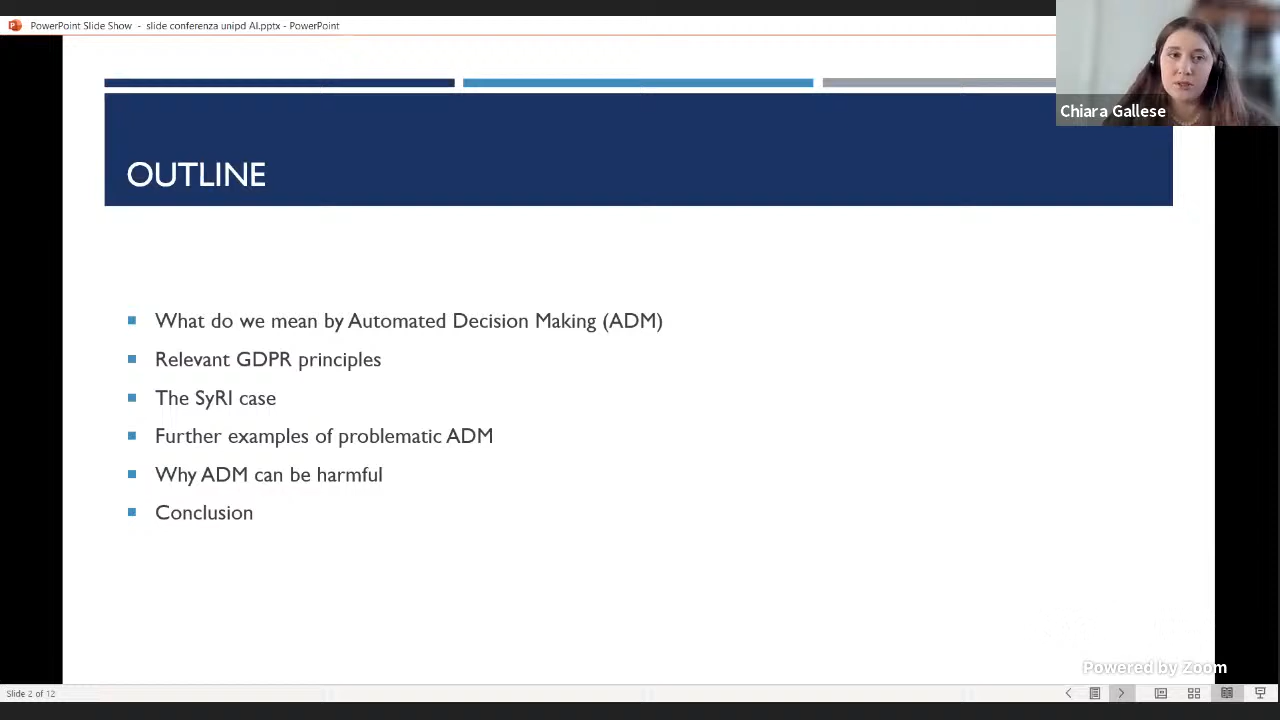 PowerPoint Slide Show - slide conferenza unipd AI.pptx - PowerPoint
Chiara Gallese
OUTLINE
What do we mean by Automated Decision Making (ADM)
Relevant GDPR principles
The SyRI case
Further examples of problematic ADM
Why ADM can be harmful
Conclusion
Powered by Zoom
Slide 2 of 12